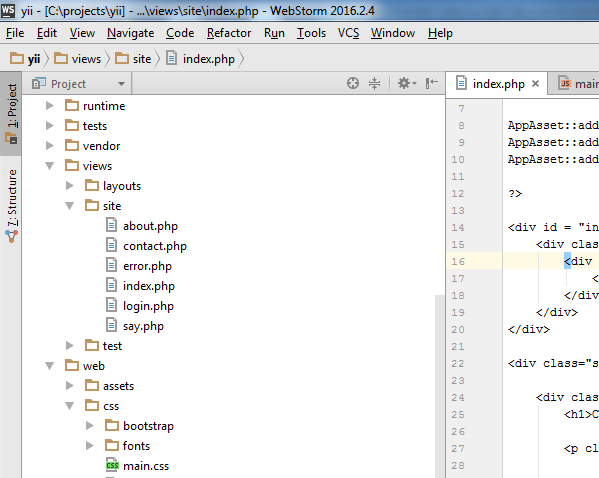 WS yii - [C:\projects\yii] - ...\views\site\index.php - WebStorm 2016.2.4
File Edit View Navigate Code Refactor Run Tools VCS Window Help
yii views site index.php
1: Project
7: Structure
Project
runtime
tests
vendor
views
layouts
site
about.php
contact.php
error.php
index.php
login.php
say.php
test
web
assets
css
bootstrap
fonts
CSS main.css
index.php JS main
7
8 AppAsset::add
9 AppAsset::add
10 AppAsset::add
11
12 ?>
13
14 <div id = "in
15 <div clas
16 <div
17 <
18 </div
19 </div>
20 </div>
21
22 <div class="s
23
24 <div clas
25 <h1>C
26
27 <p cl
28